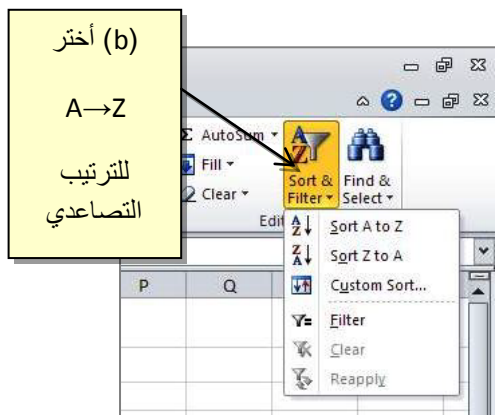 (b) أختر
A→Z
للترتيب
التصاعدي
Σ AutoSum
Fill
Clear
Sort &
Filter
Find &
Select
Edit
Sort A to Z
Sort Z to A
Custom Sort...
Filter
Clear
Reapply
P Q